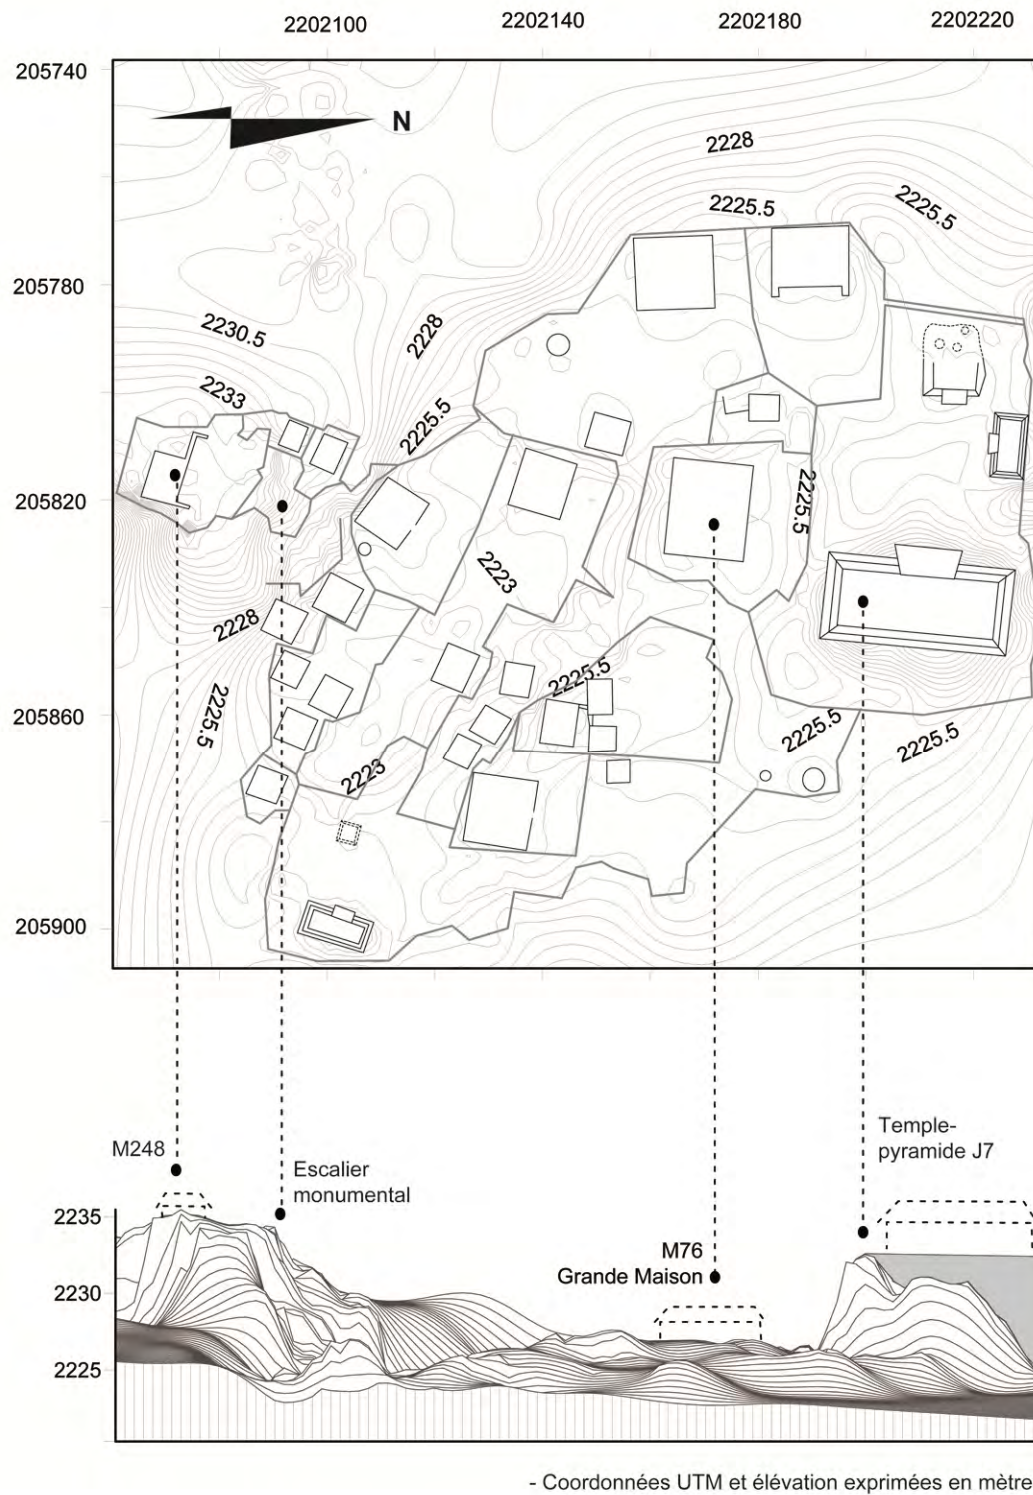 2202100 2202140 2202180 2202220
205740
N
2228
2225.5
2225.5
205780
2230.5
2228
2233
2225.5
205820
2225.5
2223
2228
2225.5
2225.5
205860
2225.5
2225.5
2223
205900
M248
Escalier
monumental
Temple-
pyramide J7
2235
M76
Grande Maison
2230
2225
- Coordonnées UTM et élévation exprimées en mètre